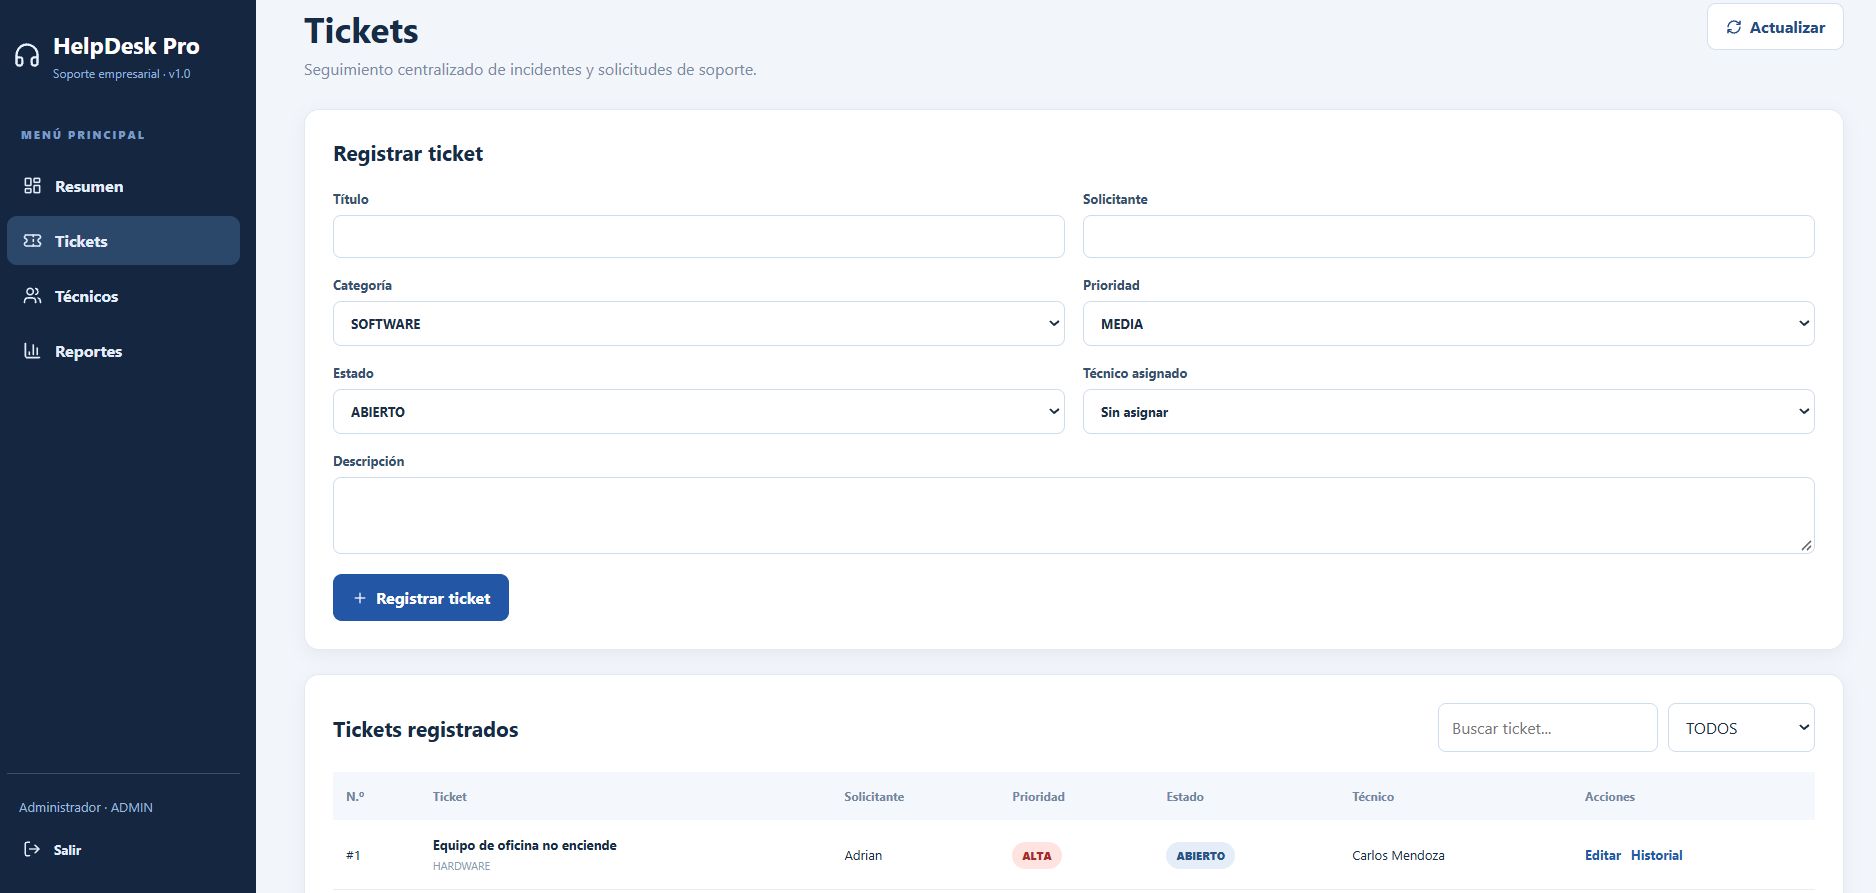 HelpDesk Pro
Soporte empresarial · v1.0
MENÚ PRINCIPAL
Resumen
Tickets
Técnicos
Reportes
Administrador · ADMIN
Salir
Tickets
Seguimiento centralizado de incidentes y solicitudes de soporte.
Actualizar
Registrar ticket
Título
Solicitante
Categoría
Prioridad
SOFTWARE
MEDIA
Estado
Técnico asignado
ABIERTO
Sin asignar
Descripción
+ Registrar ticket
Tickets registrados
Buscar ticket...
TODOS
N.º Ticket Solicitante Prioridad Estado Técnico Acciones
#1 Equipo de oficina no enciende Adrian ALTA ABIERTO Carlos Mendoza Editar Historial
HARDWARE